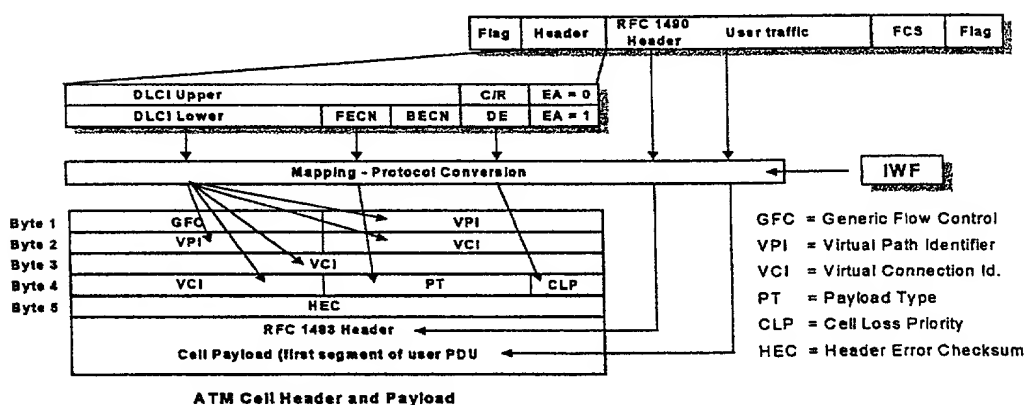 Flag Header RFC 1490 Header User traffic FCS Flag
DLCI Upper C/R EA = 0
DLCI Lower FECN BECN DE EA = 1
Mapping - Protocol Conversion
IWF
Byte 1 GFC VPI
Byte 2 VPI VCI
Byte 3 VCI
Byte 4 VCI PT CLP
Byte 5 HEC
RFC 1483 Header
Cell Payload (first segment of user PDU
ATM Cell Header and Payload
GFC = Generic Flow Control
VPI = Virtual Path Identifier
VCI = Virtual Connection Id.
PT = Payload Type
CLP = Cell Loss Priority
HEC = Header Error Checksum